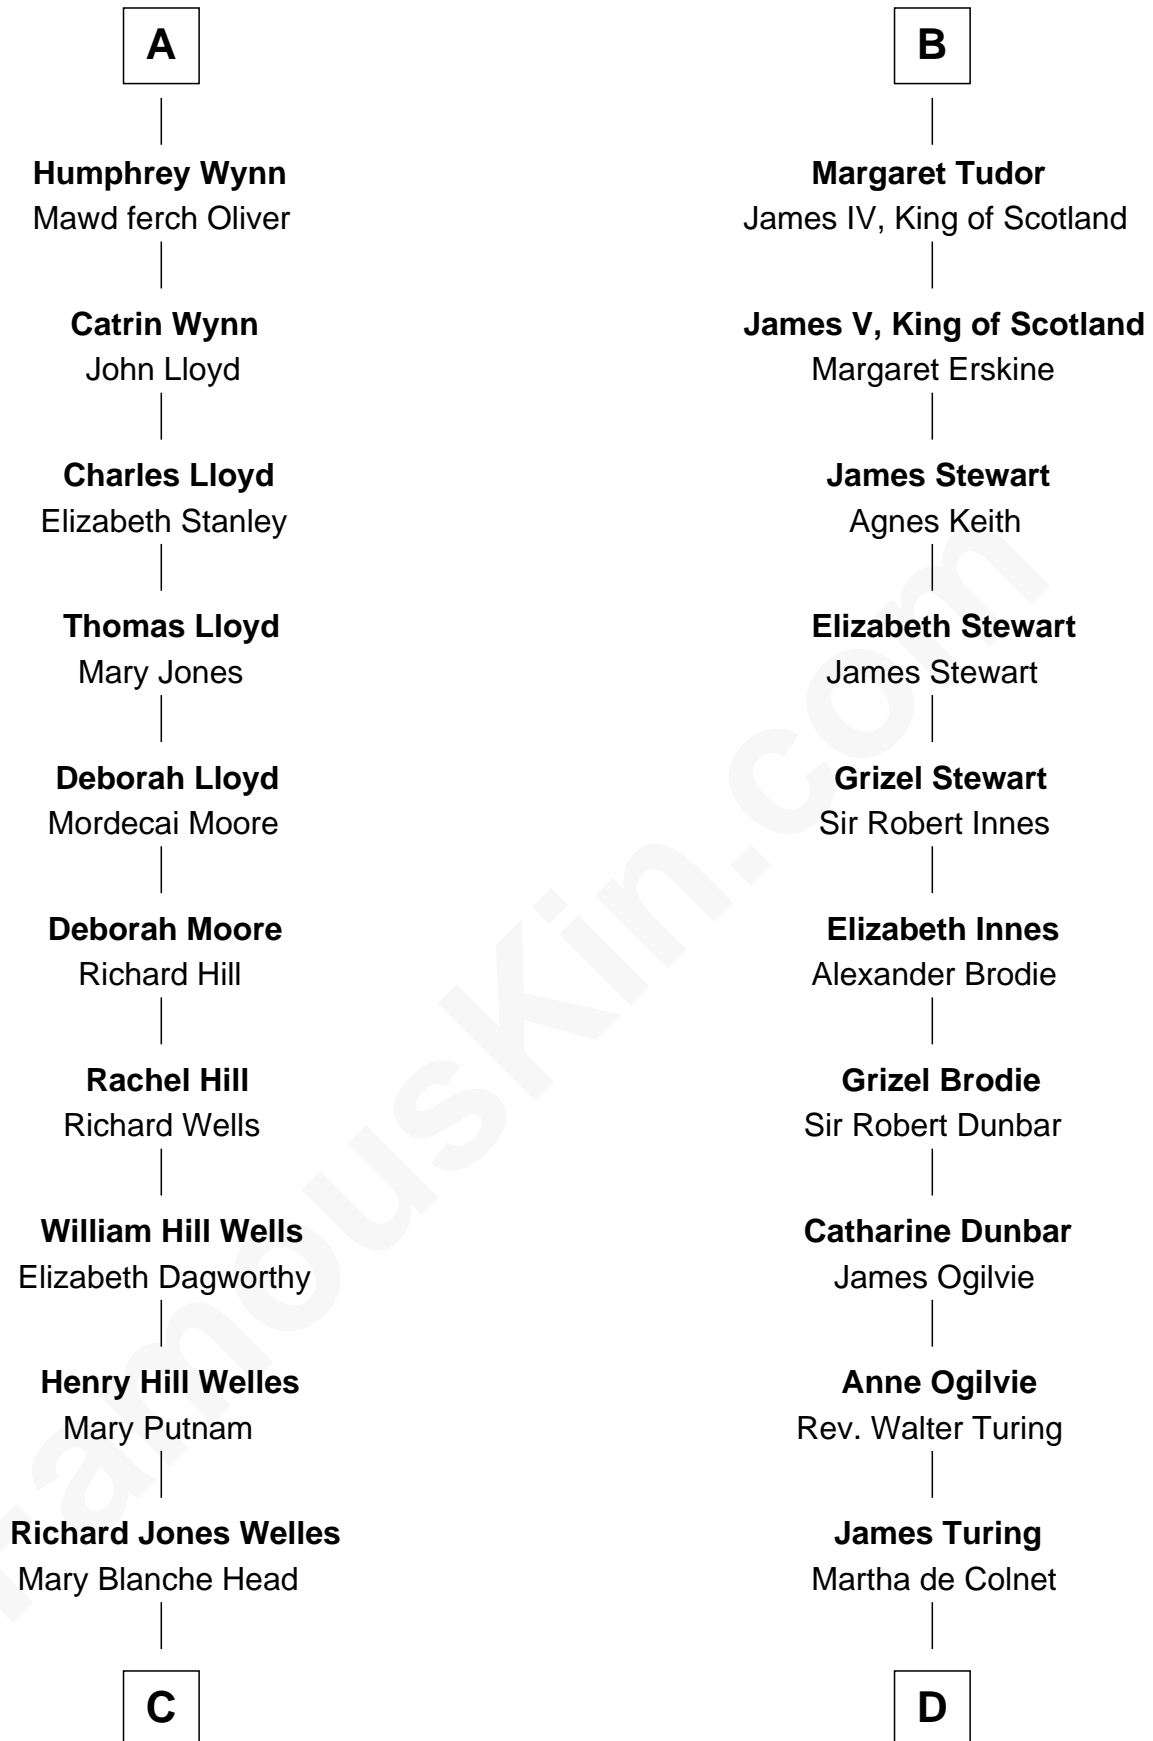 A
Humphrey Wynn
Mawd ferch Oliver
Catrin Wynn
John Lloyd
Charles Lloyd
Elizabeth Stanley
Thomas Lloyd
Mary Jones
Deborah Lloyd
Mordecai Moore
Deborah Moore
Richard Hill
Rachel Hill
Richard Wells
William Hill Wells
Elizabeth Dagworthy
Henry Hill Welles
Mary Putnam
Richard Jones Welles
Mary Blanche Head
C
B
Margaret Tudor
James IV, King of Scotland
James V, King of Scotland
Margaret Erskine
James Stewart
Agnes Keith
Elizabeth Stewart
James Stewart
Grizel Stewart
Sir Robert Innes
Elizabeth Innes
Alexander Brodie
Grizel Brodie
Sir Robert Dunbar
Catharine Dunbar
James Ogilvie
Anne Ogilvie
Rev. Walter Turing
James Turing
Martha de Colnet
D
FamousKin.com